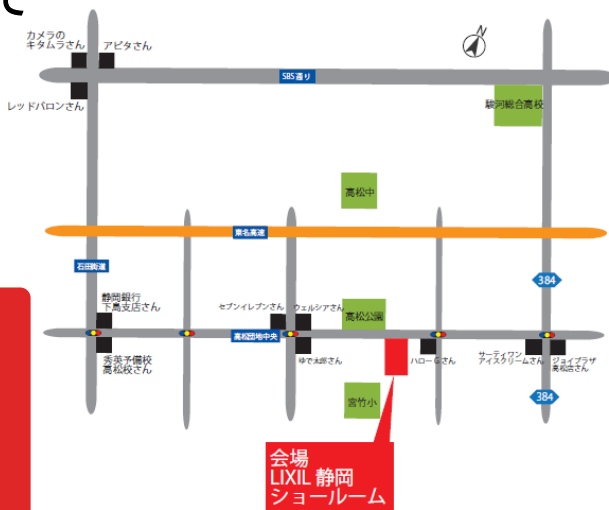 て
N
カメラの
キタムラさん
アピタさん
SBS通り
レッドバロンさん
駿河総合高校
高松中
東名高速
石田街道
384
静岡銀行
下島支店さん
セブンイレブンさん
ウェルシアさん
高松公園
高松団地中央
秀英予備校
高松校さん
ゆで太郎さん
ハローGさん
サーティワン
アイスクリームさん
ジョイプラザ
高松店さん
宮竹小
384
会場
LIXIL 静岡
ショールーム